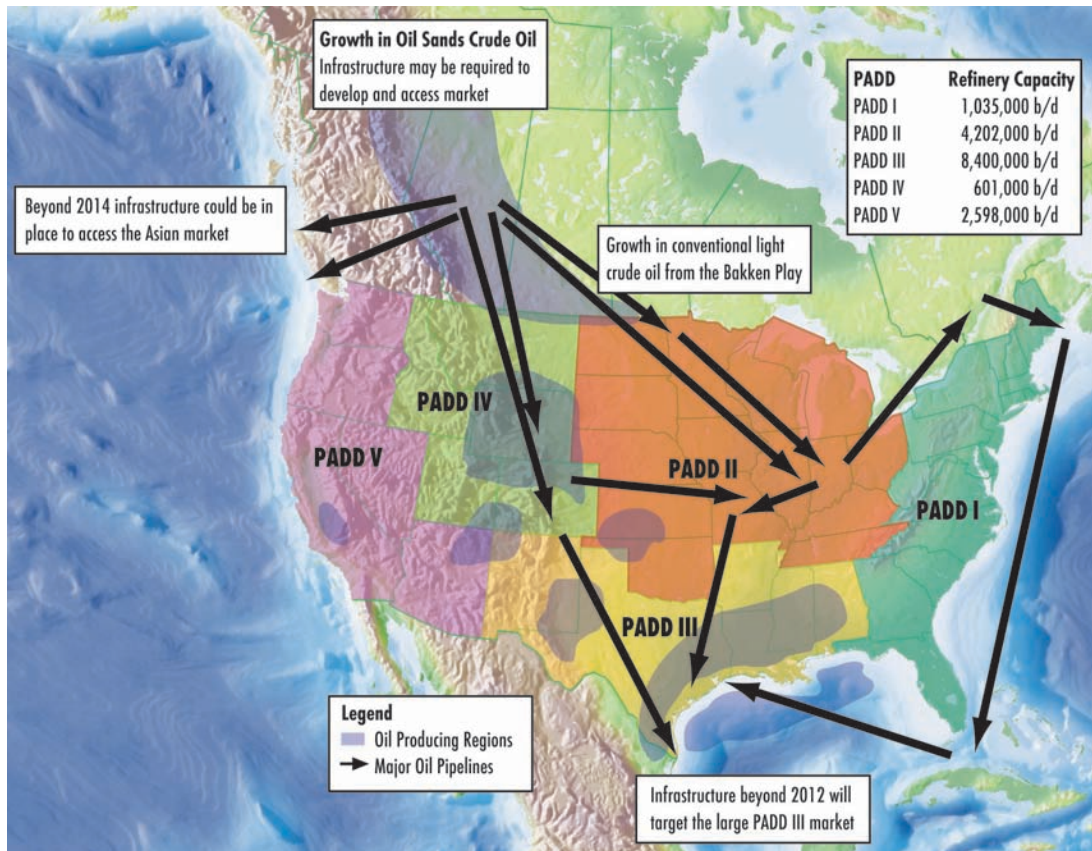 Growth in Oil Sands Crude Oil
Infrastructure may be required to
develop and access market
PADD Refinery Capacity
PADD I 1,035,000 b/d
PADD II 4,202,000 b/d
PADD III 8,400,000 b/d
PADD IV 601,000 b/d
PADD V 2,598,000 b/d
Beyond 2014 infrastructure could be in
place to access the Asian market
Growth in conventional light
crude oil from the Bakken Play
PADD IV
PADD V
PADD II
PADD I
PADD III
Legend
Oil Producing Regions
Major Oil Pipelines
Infrastructure beyond 2012 will
target the large PADD III market